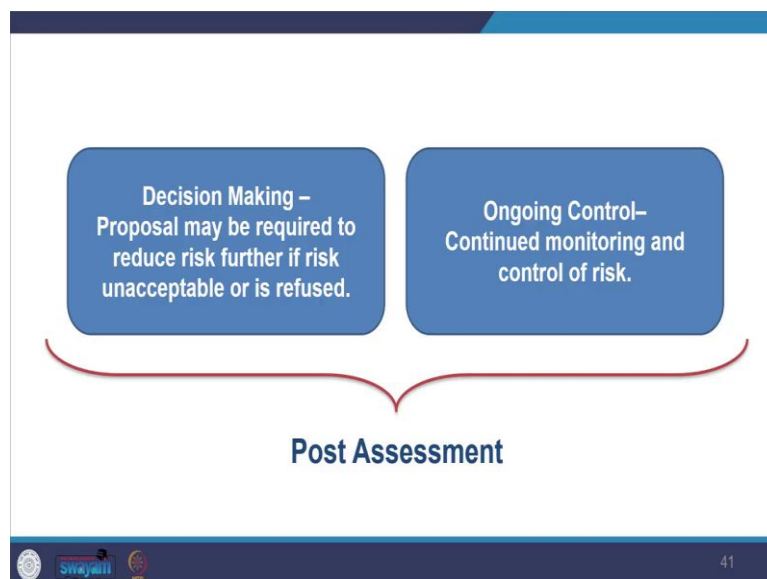 Decision Making –
Proposal may be required to
reduce risk further if risk
unacceptable or is refused.
Ongoing Control–
Continued monitoring and
control of risk.
Post Assessment
swayam
41